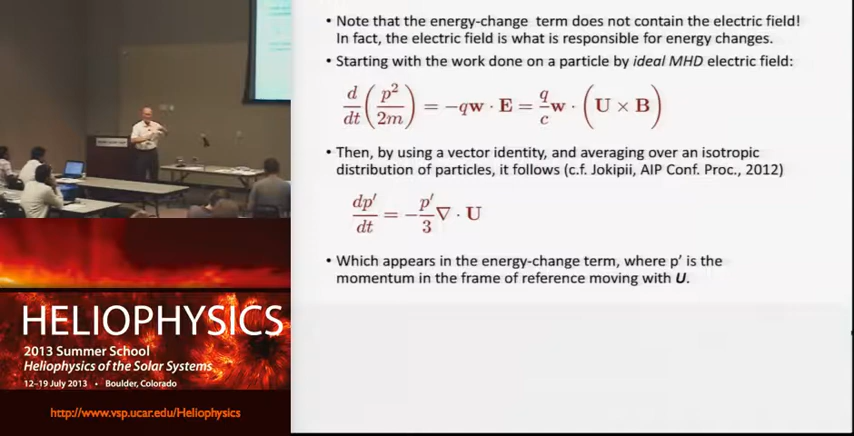 • Note that the energy-change term does not contain the electric field!
In fact, the electric field is what is responsible for energy changes.
• Starting with the work done on a particle by ideal MHD electric field:
d/dt (p²/2m) = −qw · E = q/c w · (U × B)
• Then, by using a vector identity, and averaging over an isotropic
distribution of particles, it follows (c.f. Jokipii, AIP Conf. Proc., 2012)
dp′/dt = − p′/3 ∇ · U
• Which appears in the energy-change term, where p′ is the
momentum in the frame of reference moving with U.
HELIOPHYSICS
2013 Summer School
Heliophysics of the Solar Systems
12–19 July 2013 • Boulder, Colorado
http://www.vsp.ucar.edu/Heliophysics